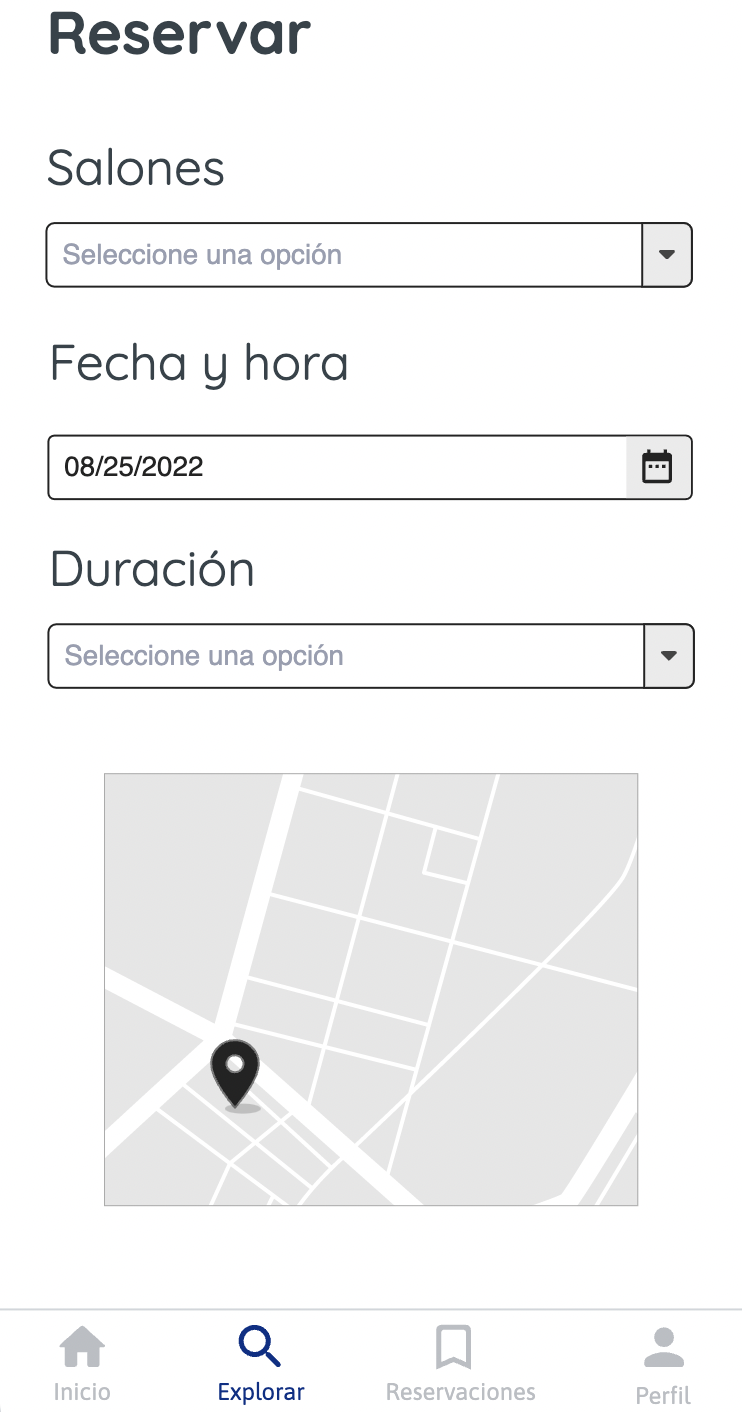 Reservar
Salones
Seleccione una opción
Fecha y hora
08/25/2022
Duración
Seleccione una opción
Inicio
Explorar
Reservaciones
Perfil